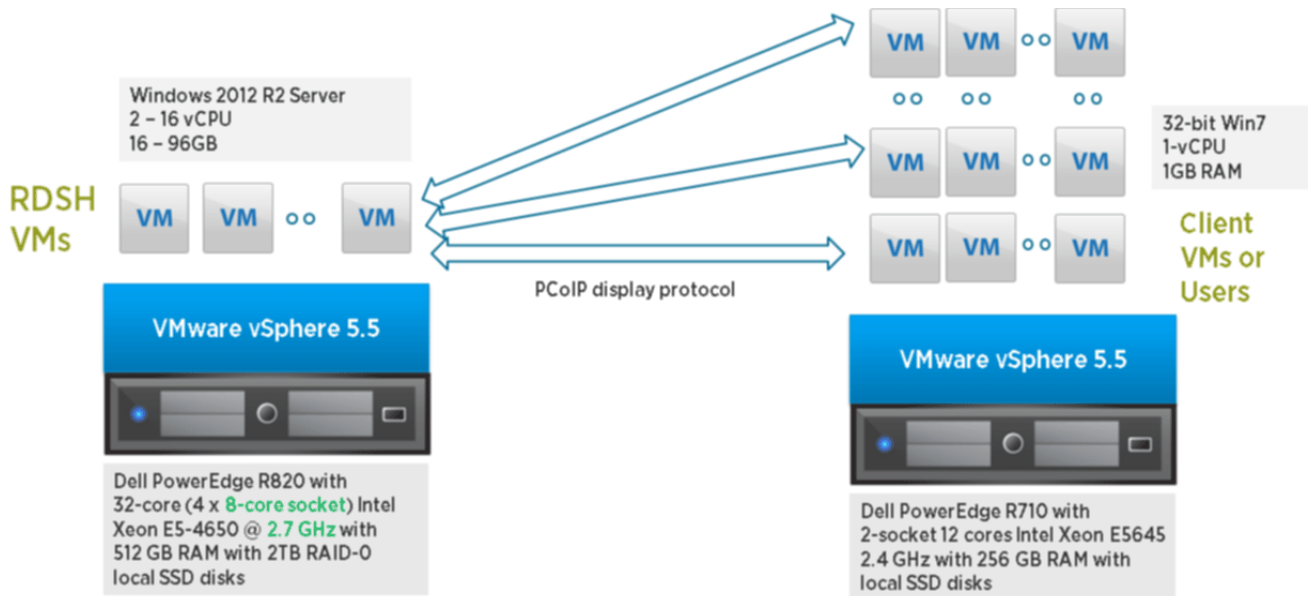 Windows 2012 R2 Server
2 – 16 vCPU
16 – 96GB
RDSH
VMs
VM VM VM
VMware vSphere 5.5
Dell PowerEdge R820 with
32-core (4 x 8-core socket) Intel
Xeon E5-4650 @ 2.7 GHz with
512 GB RAM with 2TB RAID-0
local SSD disks
PCoIP display protocol
VM VM VM
VM VM VM
VM VM VM
32-bit Win7
1-vCPU
1GB RAM
Client
VMs or
Users
VMware vSphere 5.5
Dell PowerEdge R710 with
2-socket 12 cores Intel Xeon E5645
2.4 GHz with 256 GB RAM with
local SSD disks